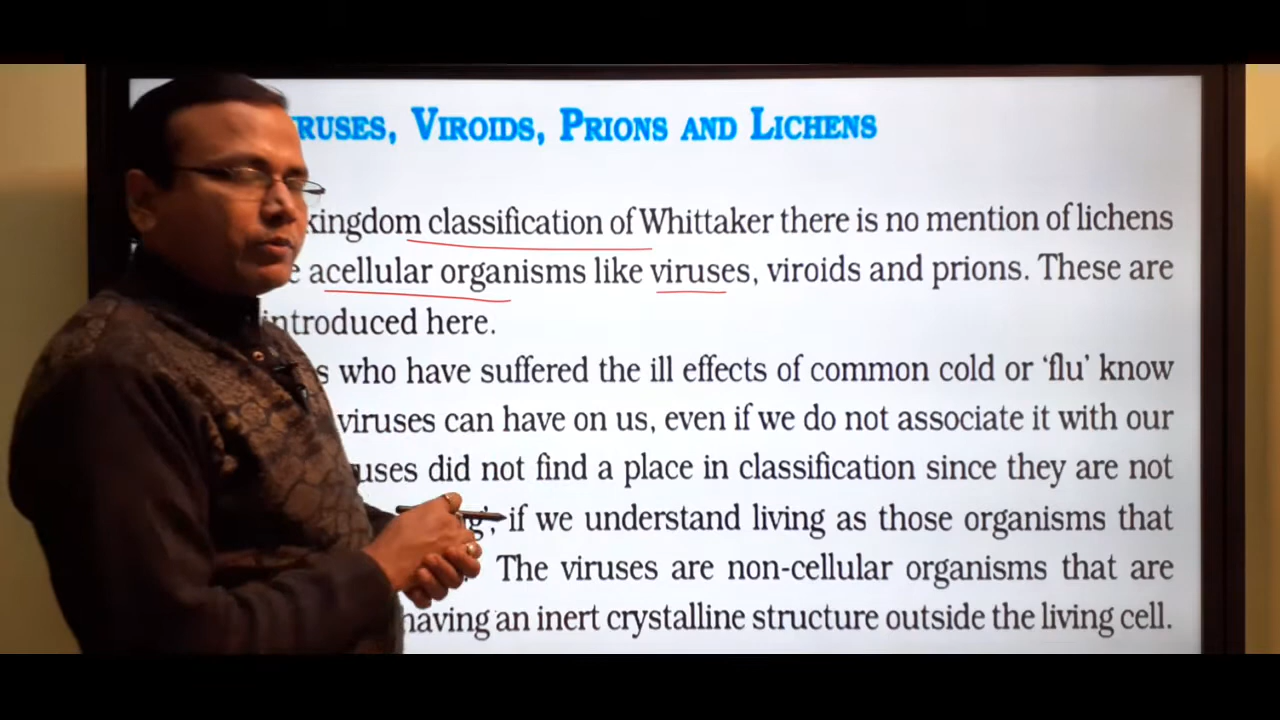 RUSES, VIROIDS, PRIONS AND LICHENS
kingdom classification of Whittaker there is no mention of lichens
acellular organisms like viruses, viroids and prions. These are
introduced here.
who have suffered the ill effects of common cold or ‘flu’ know
viruses can have on us, even if we do not associate it with our
uses did not find a place in classification since they are not
if we understand living as those organisms that
The viruses are non-cellular organisms that are
having an inert crystalline structure outside the living cell.